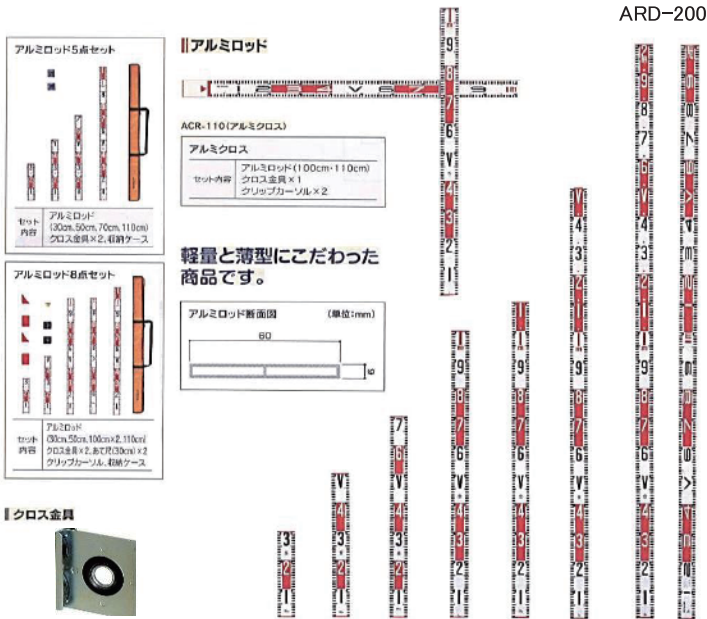 ARD-200
アルミロッド5点セット
セット内容
アルミロッド
(30cm, 50cm, 70cm, 110cm)
クロス金具×2, 収納ケース
アルミロッド8点セット
セット内容
アルミロッド
(30cm, 50cm, 100cm×2, 110cm)
クロス金具×2, あて尺(30cm)×2
クリップカーソル, 収納ケース
クロス金具
アルミロッド
ACR-110(アルミクロス)
アルミクロス
セット内容
アルミロッド(100cm・110cm)
クロス金具×1
クリップカーソル×2
軽量と薄型にこだわった
商品です。
アルミロッド断面図 (単位:mm)
60
6